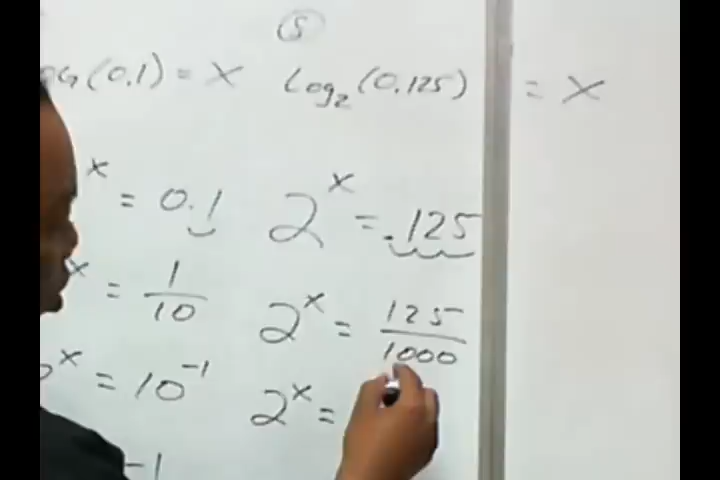 5
OG(0.1) = X
X = 0.1
X = 1/10
X = 10⁻¹
-1
Log₂(0.125) = X
2ˣ = .125
2ˣ = 125/1000
2ˣ =